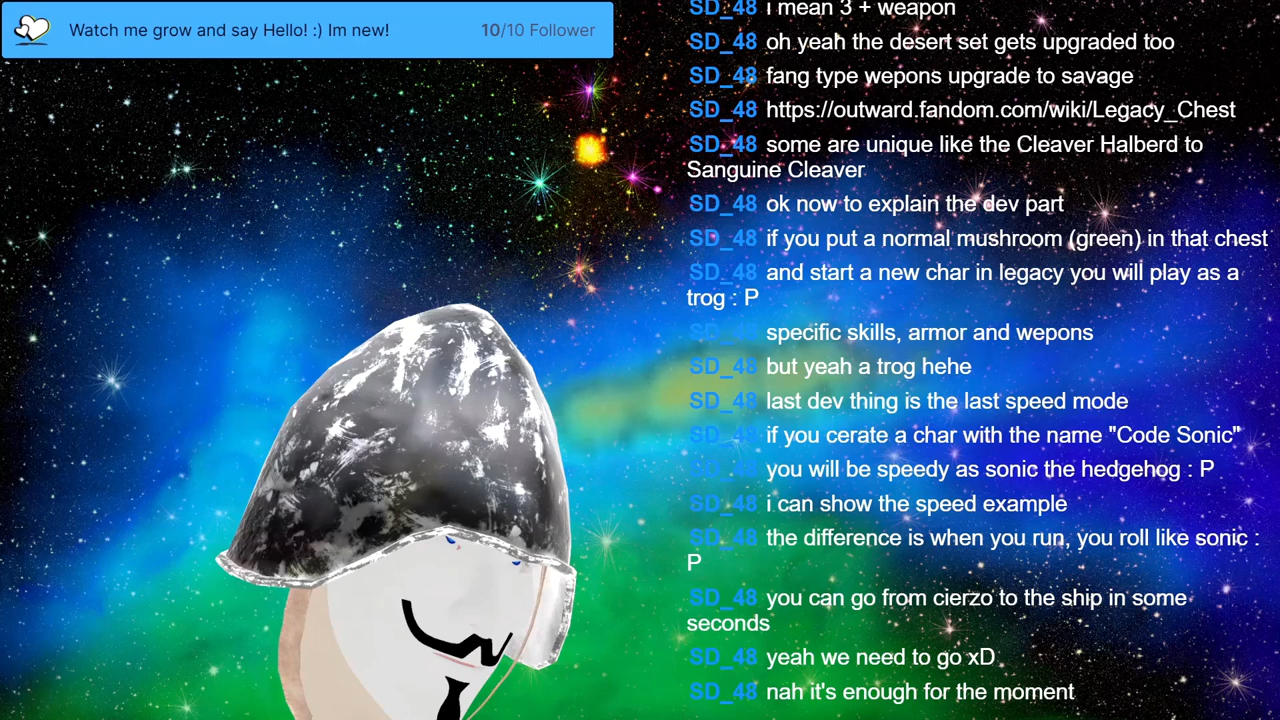 Watch me grow and say Hello! :) Im new! 10/10 Follower
SD_48 i mean 3 + weapon
SD_48 oh yeah the desert set gets upgraded too
SD_48 fang type wepons upgrade to savage
SD_48 https://outward.fandom.com/wiki/Legacy_Chest
SD_48 some are unique like the Cleaver Halberd to
Sanguine Cleaver
SD_48 ok now to explain the dev part
SD_48 if you put a normal mushroom (green) in that chest
SD_48 and start a new char in legacy you will play as a
trog : P
SD_48 specific skills, armor and wepons
SD_48 but yeah a trog hehe
SD_48 last dev thing is the last speed mode
SD_48 if you cerate a char with the name "Code Sonic"
SD_48 you will be speedy as sonic the hedgehog : P
SD_48 i can show the speed example
SD_48 the difference is when you run, you roll like sonic :
P
SD_48 you can go from cierzo to the ship in some
seconds
SD_48 yeah we need to go xD
SD_48 nah it's enough for the moment